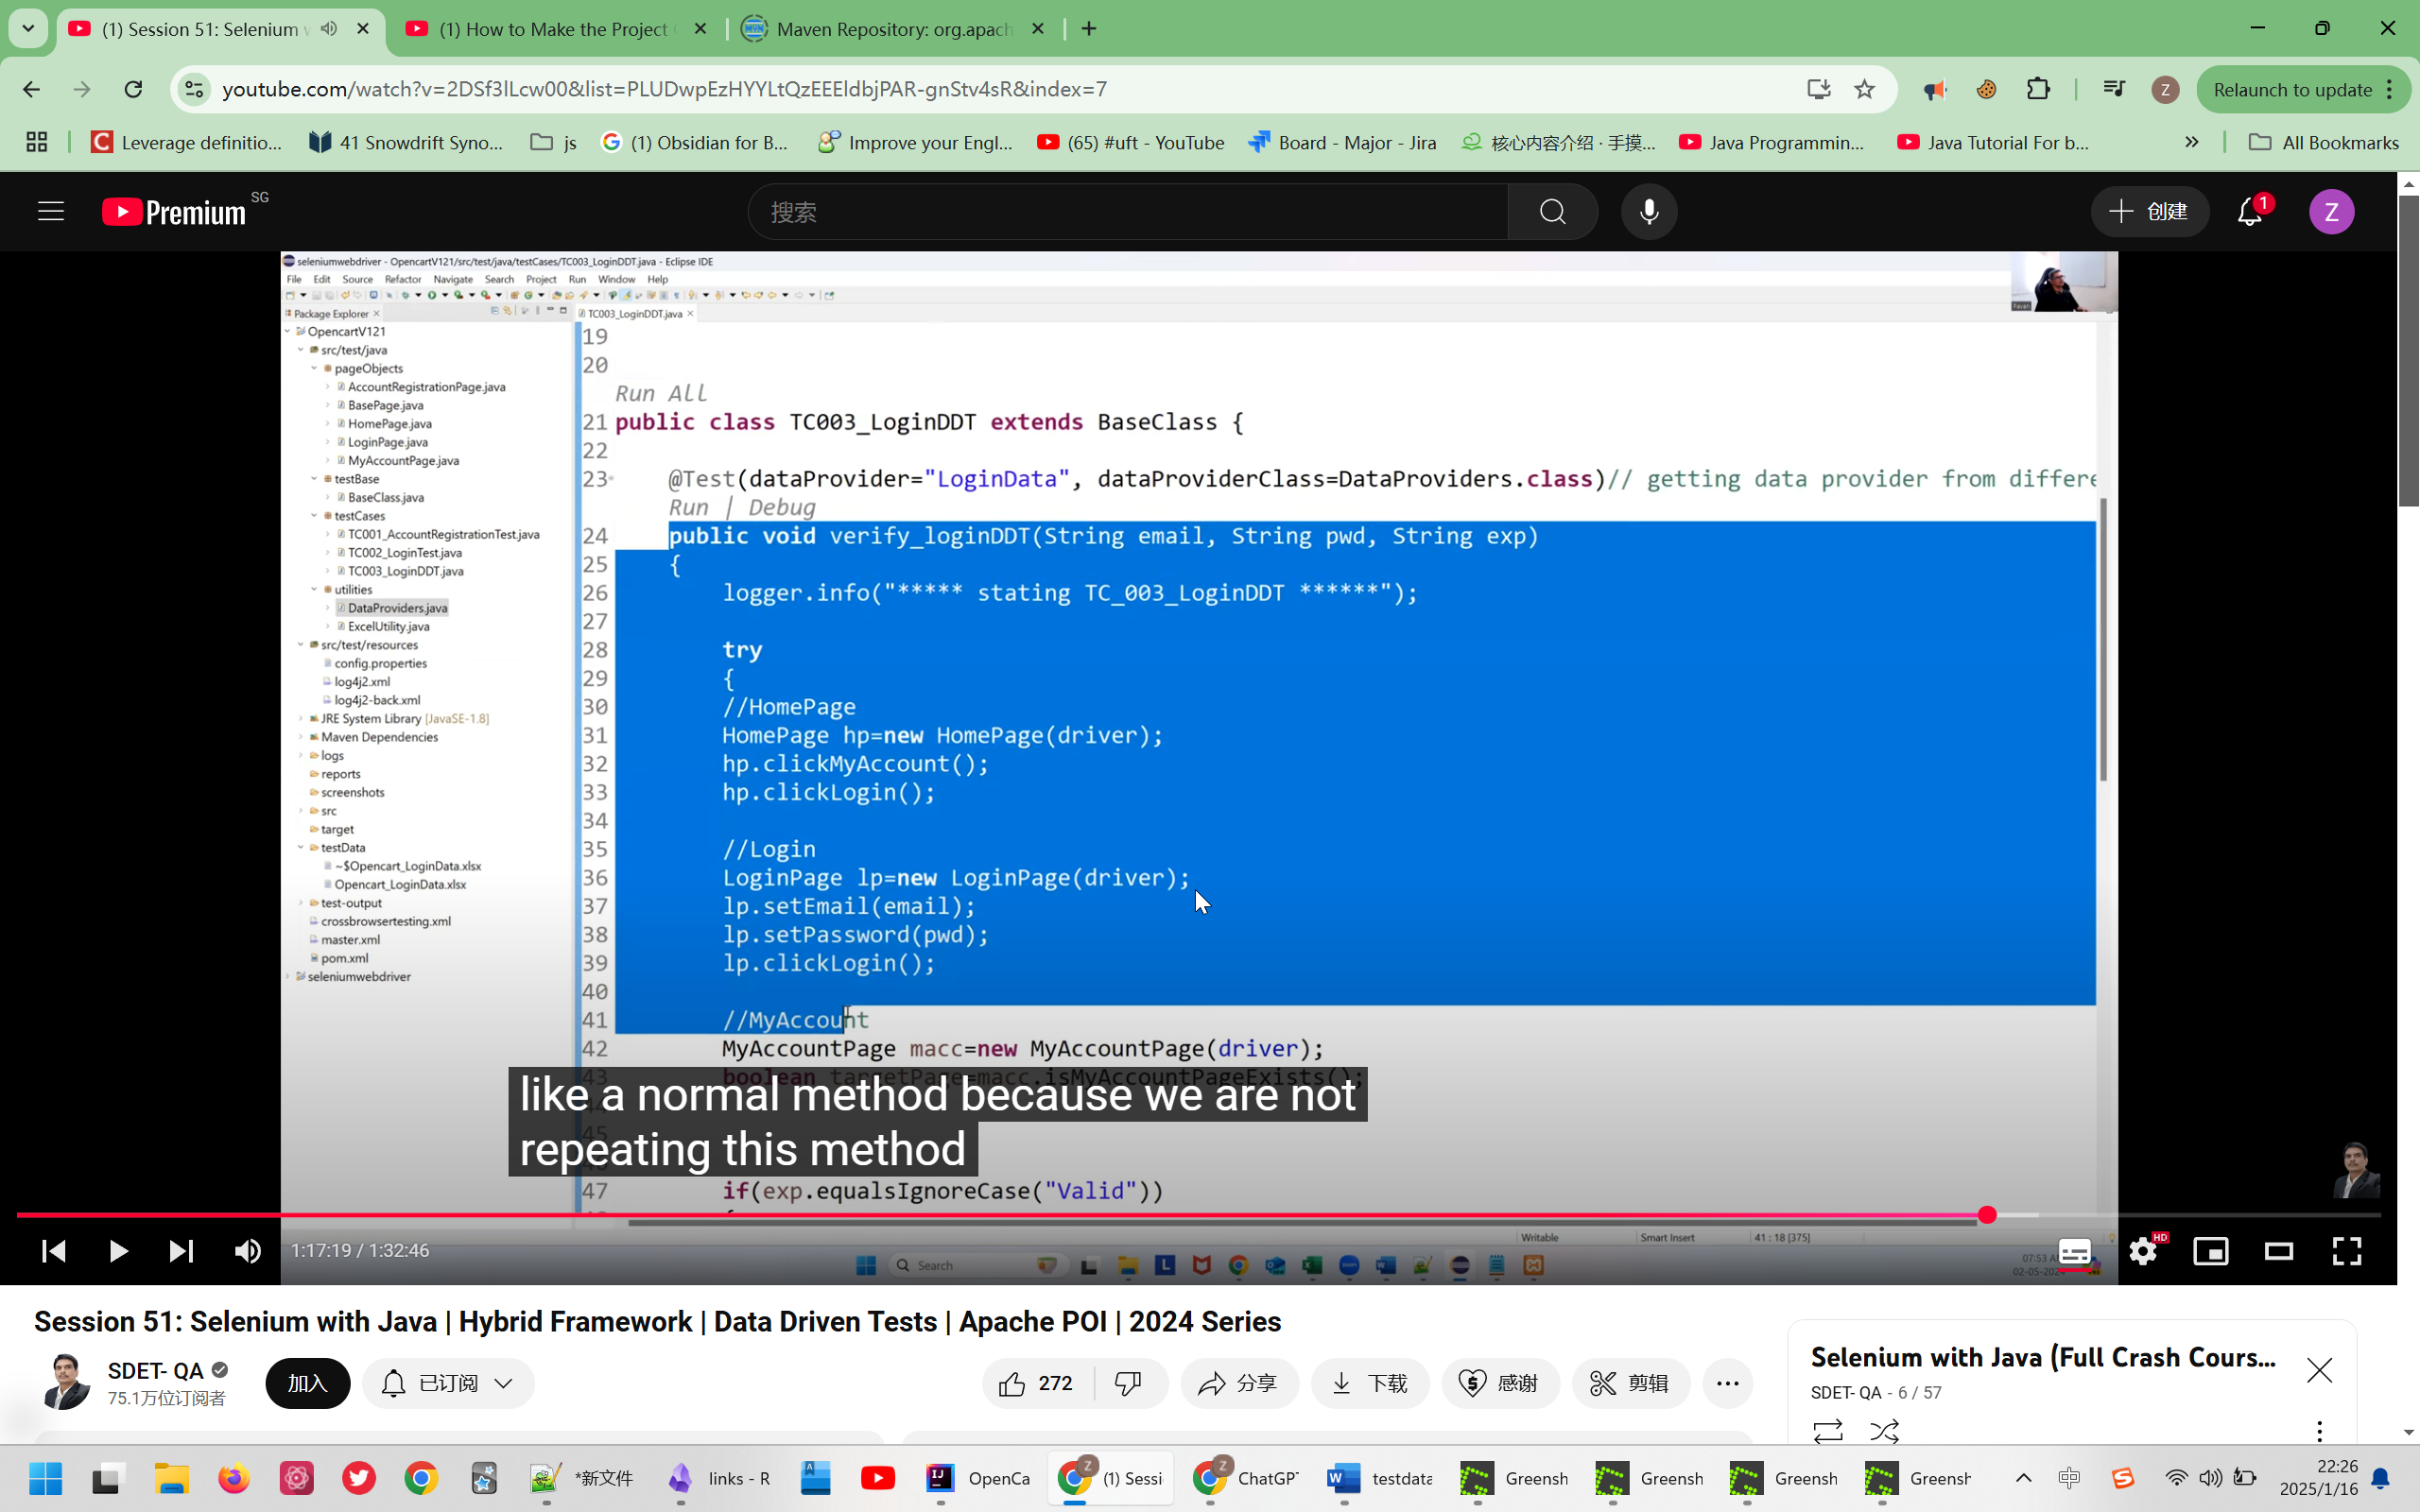 (1) Session 51: Selenium
(1) How to Make the Project
Maven Repository: org.apach
youtube.com/watch?v=2DSf3lLcw00&list=PLUDwpEzHYYLtQzEEEldbjPAR-gnStv4sR&index=7
Relaunch to update
Leverage definitio...
41 Snowdrift Syno...
js
(1) Obsidian for B...
Improve your Engl...
(65) #uft - YouTube
Board - Major - Jira
核心内容介绍 · 手摸...
Java Programmin...
Java Tutorial For b...
All Bookmarks
Premium SG
搜索
创建
1
Z
seleniumwebdriver - OpencartV121/src/test/java/testCases/TC003_LoginDDT.java - Eclipse IDE
File Edit Source Refactor Navigate Search Project Run Window Help
Package Explorer
TC003_LoginDDT.java
OpencartV121
src/test/java
pageObjects
AccountRegistrationPage.java
BasePage.java
HomePage.java
LoginPage.java
MyAccountPage.java
testBase
BaseClass.java
testCases
TC001_AccountRegistrationTest.java
TC002_LoginTest.java
TC003_LoginDDT.java
utilities
DataProviders.java
ExcelUtility.java
src/test/resources
config.properties
log4j2.xml
log4j2-back.xml
JRE System Library [JavaSE-1.8]
Maven Dependencies
logs
reports
screenshots
src
target
testData
~$Opencart_LoginData.xlsx
Opencart_LoginData.xlsx
test-output
crossbrowsertesting.xml
master.xml
pom.xml
seleniumwebdriver
19
20
Run All
21 public class TC003_LoginDDT extends BaseClass {
22
23 @Test(dataProvider="LoginData", dataProviderClass=DataProviders.class)// getting data provider from differe
Run | Debug
24 public void verify_loginDDT(String email, String pwd, String exp)
25 {
26 logger.info("***** stating TC_003_LoginDDT ******");
27
28 try
29 {
30 //HomePage
31 HomePage hp=new HomePage(driver);
32 hp.clickMyAccount();
33 hp.clickLogin();
34
35 //Login
36 LoginPage lp=new LoginPage(driver);
37 lp.setEmail(email);
38 lp.setPassword(pwd);
39 lp.clickLogin();
40
41 //MyAccount
42 MyAccountPage macc=new MyAccountPage(driver);
43 boolean targetPage=macc.isMyAccountPageExists();
like a normal method because we are not
repeating this method
47 if(exp.equalsIgnoreCase("Valid"))
Writable Smart Insert 41 : 18 [375]
1:17:19 / 1:32:46
HD
Search
07:53
02-05-2024
Session 51: Selenium with Java | Hybrid Framework | Data Driven Tests | Apache POI | 2024 Series
SDET- QA
75.1万位订阅者
加入
已订阅
272
分享
下载
感谢
剪辑
Selenium with Java (Full Crash Cours...
SDET- QA - 6 / 57
*新文件
links - R
OpenCa
(1) Sessi
ChatGP
testdata
Greensh
Greensh
Greensh
Greensh
中
22:26
2025/1/16